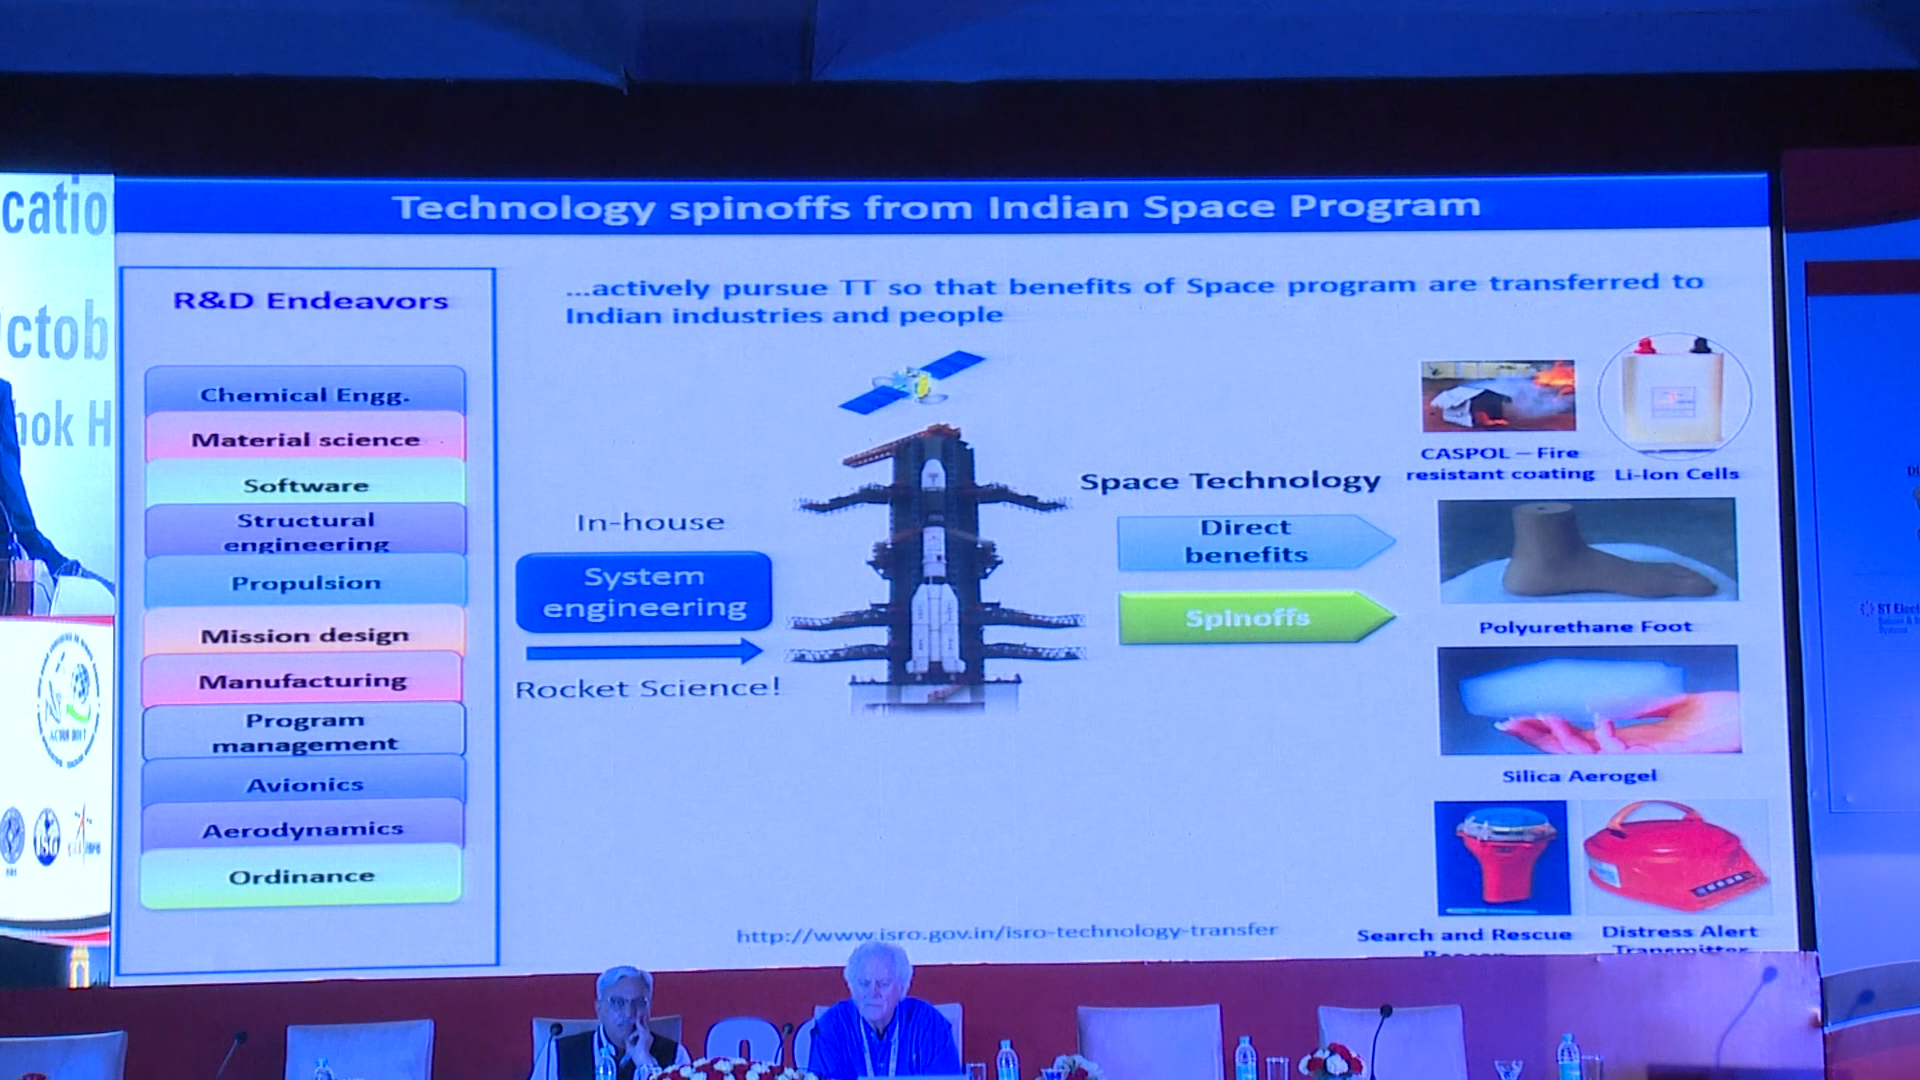 Technology spinoffs from Indian Space Program
R&D Endeavors
Chemical Engg.
Material science
Software
Structural
engineering
Propulsion
Mission design
Manufacturing
Program
management
Avionics
Aerodynamics
Ordinance
...actively pursue TT so that benefits of Space program are transferred to
Indian industries and people
In-house
System
engineering
Rocket Science!
Space Technology
Direct
benefits
Spinoffs
CASPOL – Fire
resistant coating
Li-Ion Cells
Polyurethane Foot
Silica Aerogel
Search and Rescue
Distress Alert
Transmitter
http://www.isro.gov.in/isro-technology-transfer
catio
ctob
hok H